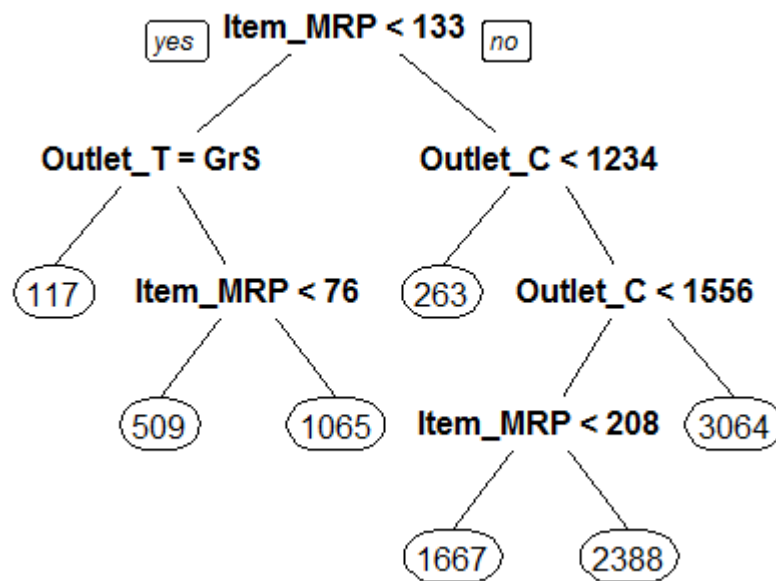 yes Item_MRP < 133 no
Outlet_T = GrS Outlet_C < 1234
117 Item_MRP < 76 263 Outlet_C < 1556
509 1065 Item_MRP < 208 3064
1667 2388